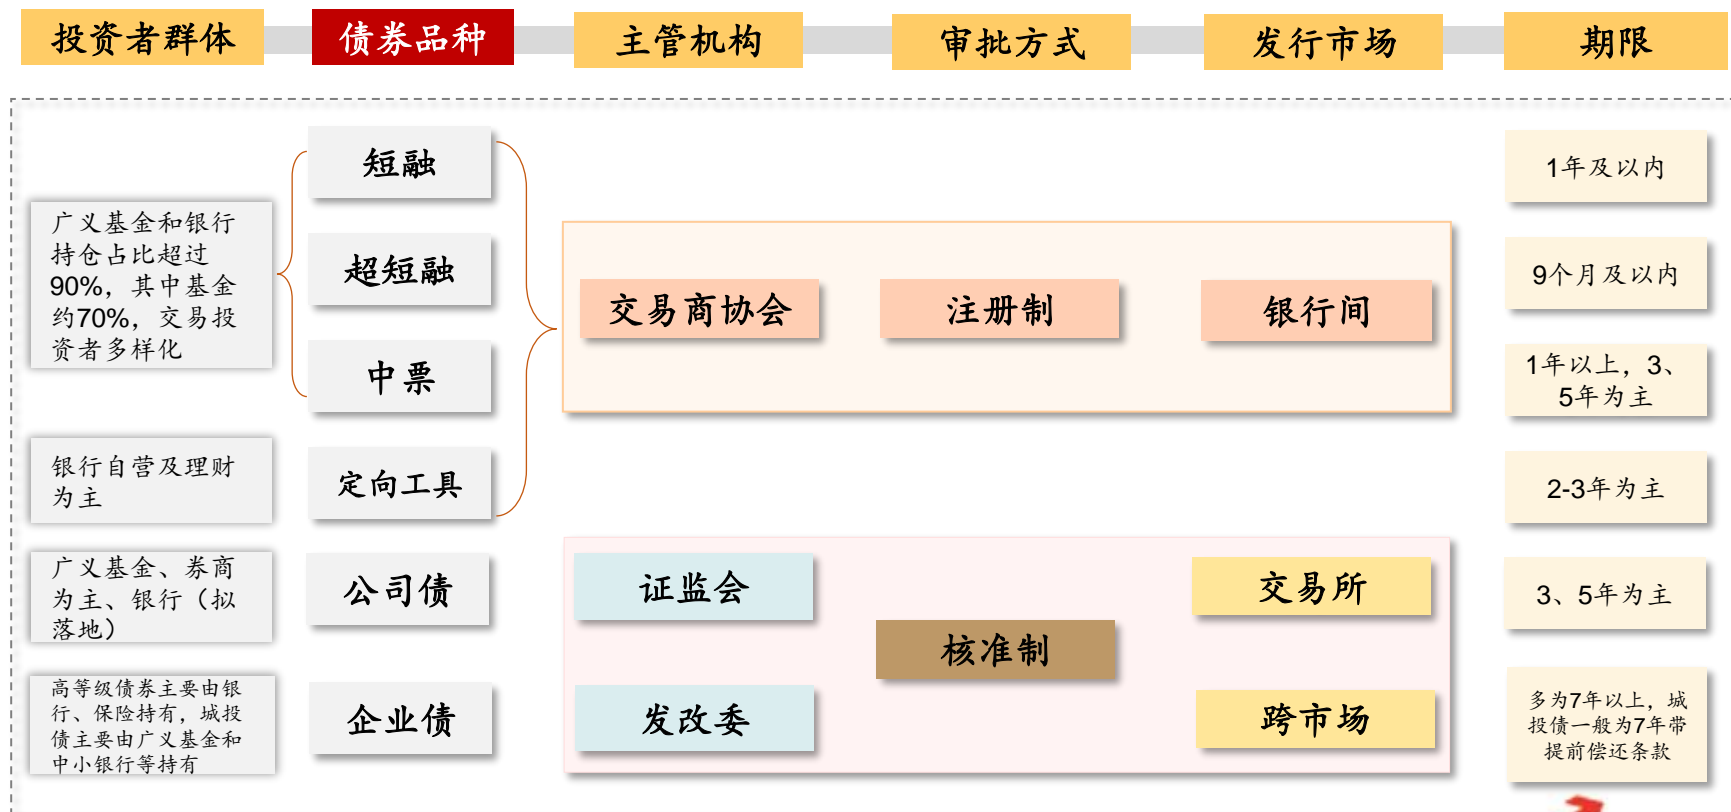 投资者群体
债券品种
主管机构
审批方式
发行市场
期限
广义基金和银行
持仓占比超过
90%，其中基金
约70%，交易投
资者多样化
短融
超短融
中票
定向工具
交易商协会
注册制
银行间
1年及以内
9个月及以内
1年以上，3、
5年为主
2-3年为主
银行自营及理财
为主
广义基金、券商
为主、银行（拟
落地）
公司债
证监会
核准制
交易所
3、5年为主
高等级债券主要由银
行、保险持有，城投
债主要由广义基金和
中小银行等持有
企业债
发改委
跨市场
多为7年以上，城
投债一般为7年带
提前偿还条款